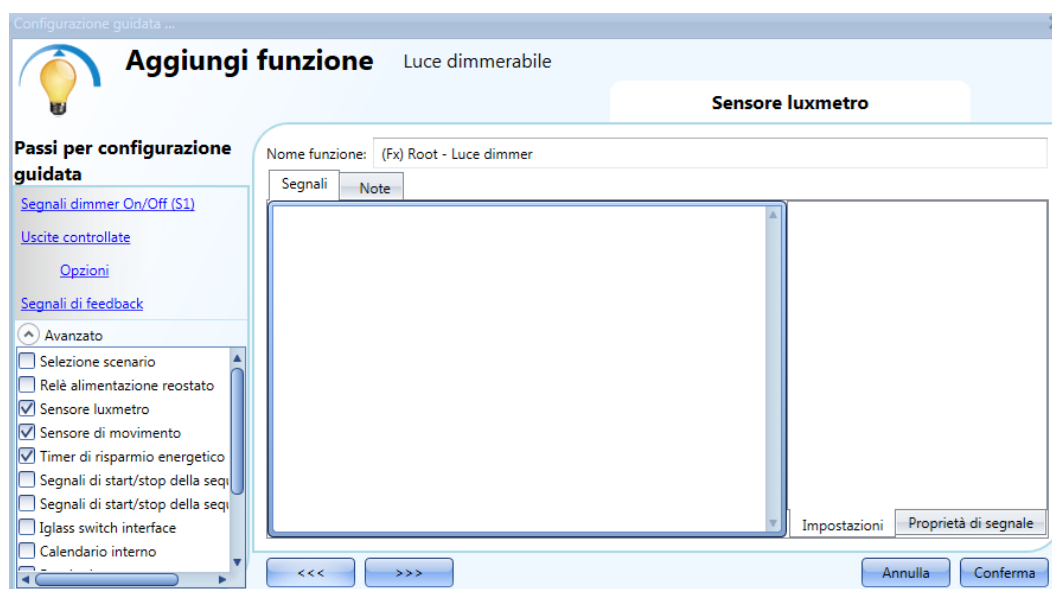 Configurazione guidata ...
Aggiungi funzione
Luce dimmerabile
Sensore luxmetro
Passi per configurazione
guidata
Segnali dimmer On/Off (S1)
Uscite controllate
Opzioni
Segnali di feedback
Avanzato
Selezione scenario
Relè alimentazione reostato
Sensore luxmetro
Sensore di movimento
Timer di risparmio energetico
Segnali di start/stop della sequ
Segnali di start/stop della sequ
Iglass switch interface
Calendario interno
Nome funzione: (Fx) Root - Luce dimmer
Segnali
Note
Impostazioni
Proprietà di segnale
<<<
>>>
Annulla
Conferma